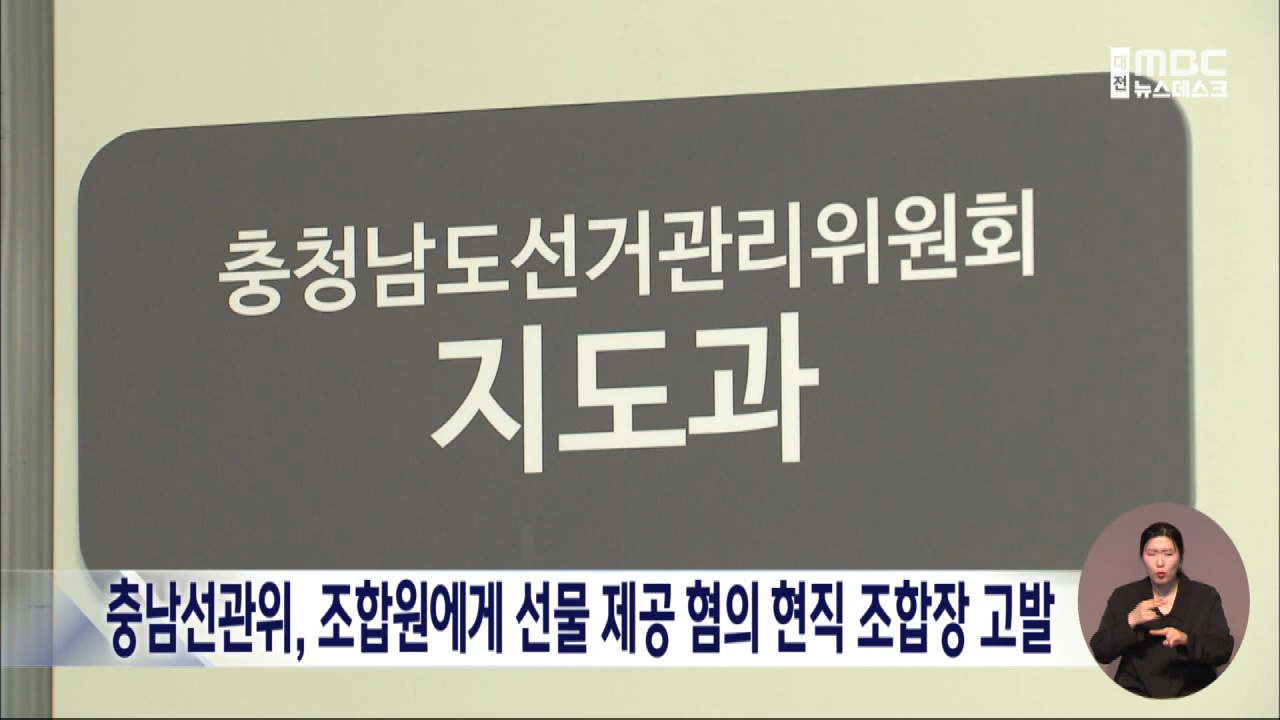 대전 MBC
뉴스데스크
충청남도선거관리위원회
지도과
충남선관위, 조합원에게 선물 제공 혐의 현직 조합장 고발